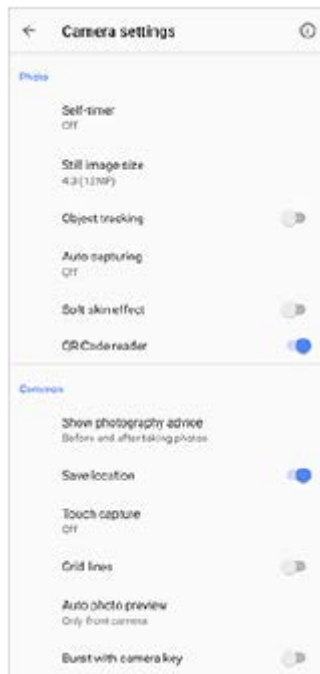 Camera settings
Photo
Self-timer
Off
Still image size
4:3 (12MP)
Object tracking
Auto capturing
Off
Soft skin effect
QR Code reader
Common
Show photography advice
Before and after taking photos
Save location
Touch capture
Off
Grid lines
Auto photo preview
Only front camera
Burst with camera key